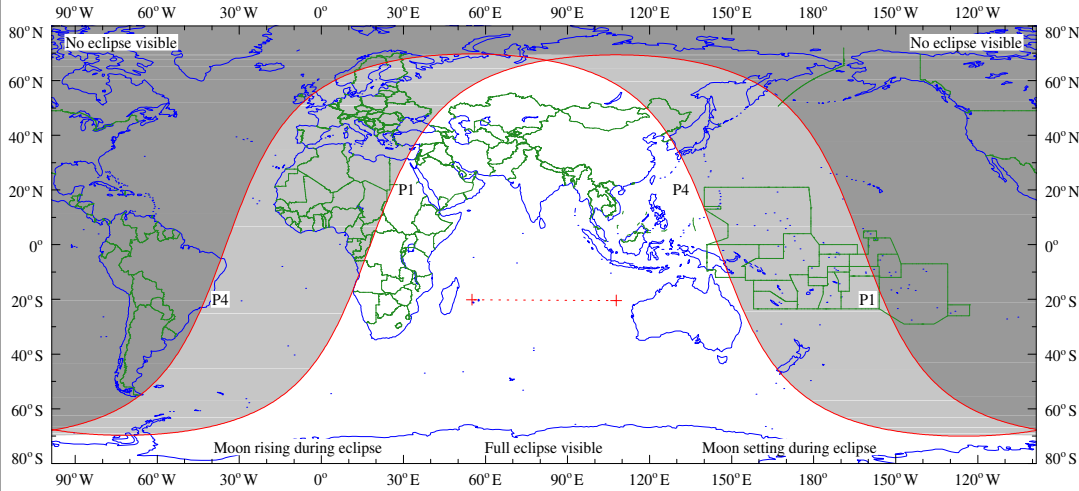 80°N
60°N
40°N
20°N
0°
20°S
40°S
60°S
80°S
90°W 60°W 30°W 0° 30°E 60°E 90°E 120°E 150°E 180° 150°W 120°W
No eclipse visible No eclipse visible
P1 P4
P4 P1
Moon rising during eclipse Full eclipse visible Moon setting during eclipse
80°N
60°N
40°N
20°N
0°
20°S
40°S
60°S
80°S
90°W 60°W 30°W 0° 30°E 60°E 90°E 120°E 150°E 180° 150°W 120°W